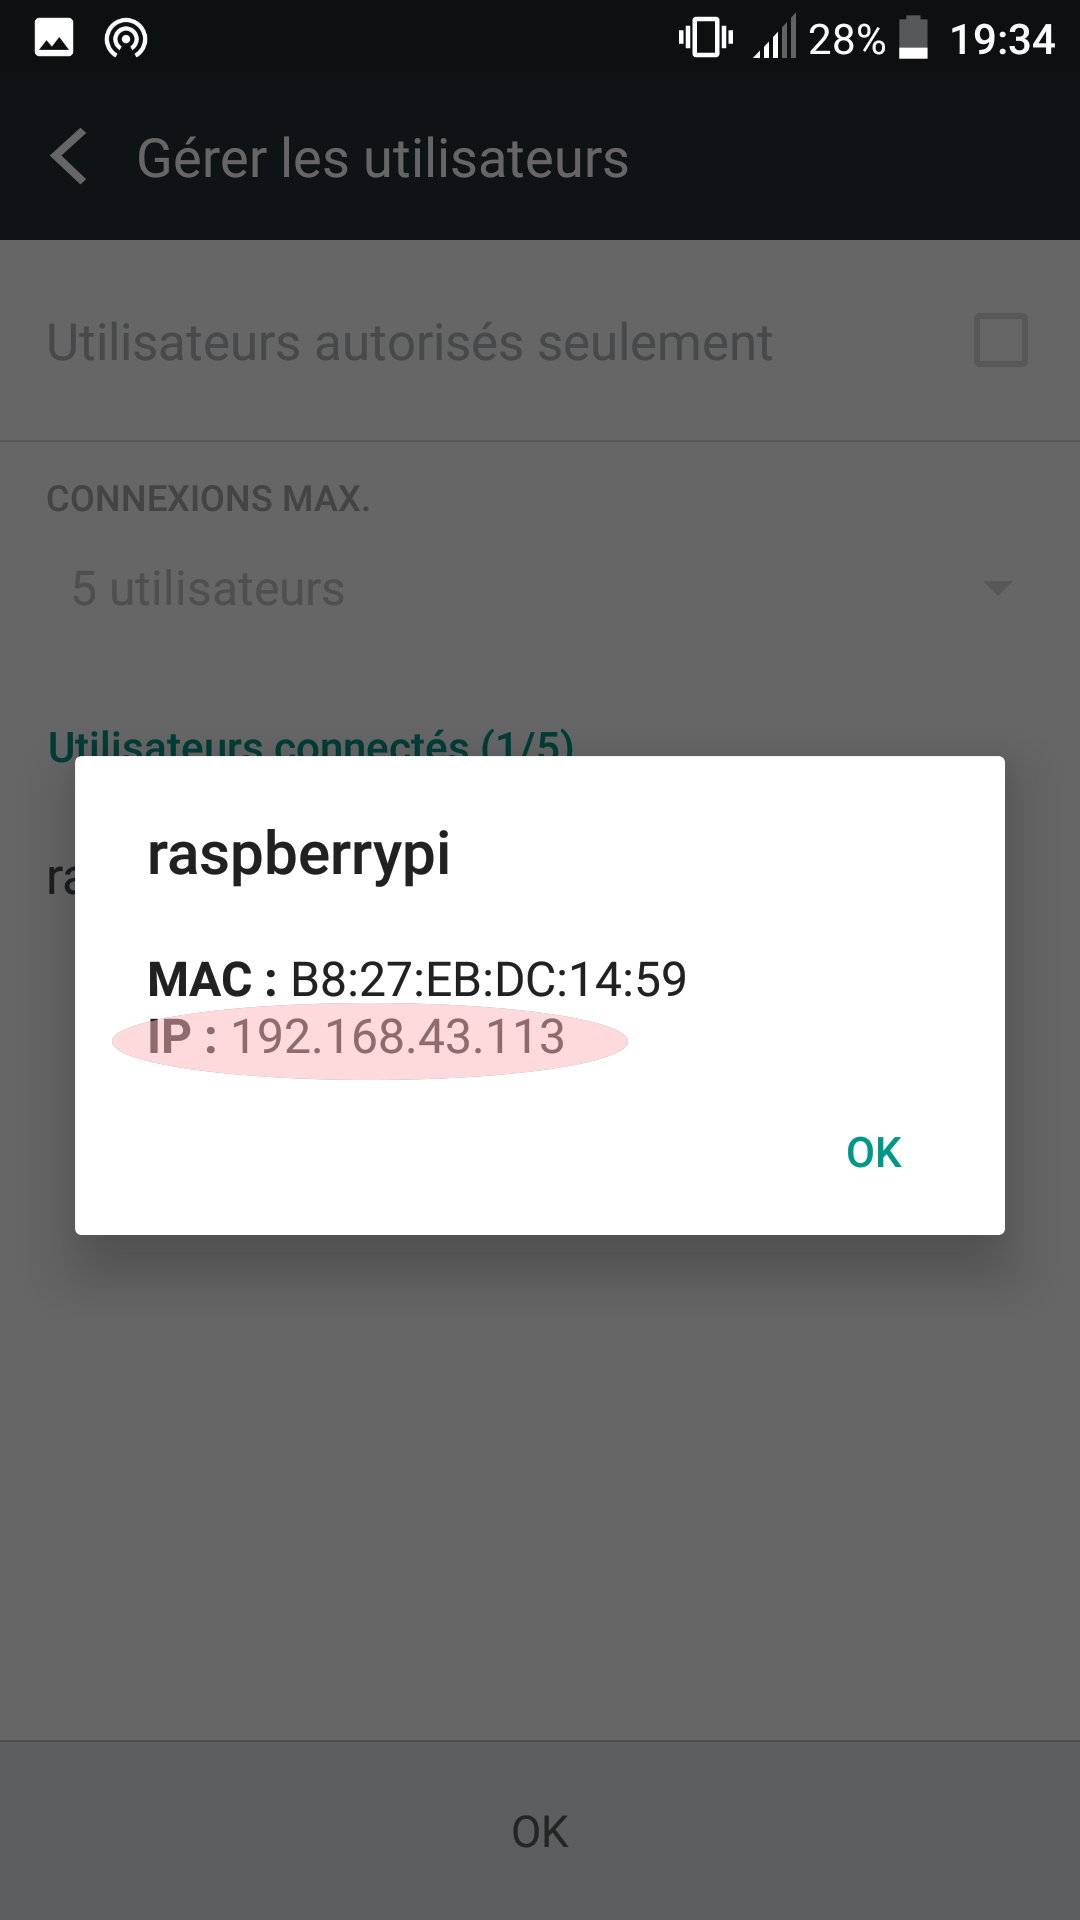 28% 19:34
Gérer les utilisateurs
Utilisateurs autorisés seulement
CONNEXIONS MAX.
5 utilisateurs
Utilisateurs connectés (1/5)
ra
raspberrypi
MAC : B8:27:EB:DC:14:59
IP : 192.168.43.113
OK
OK